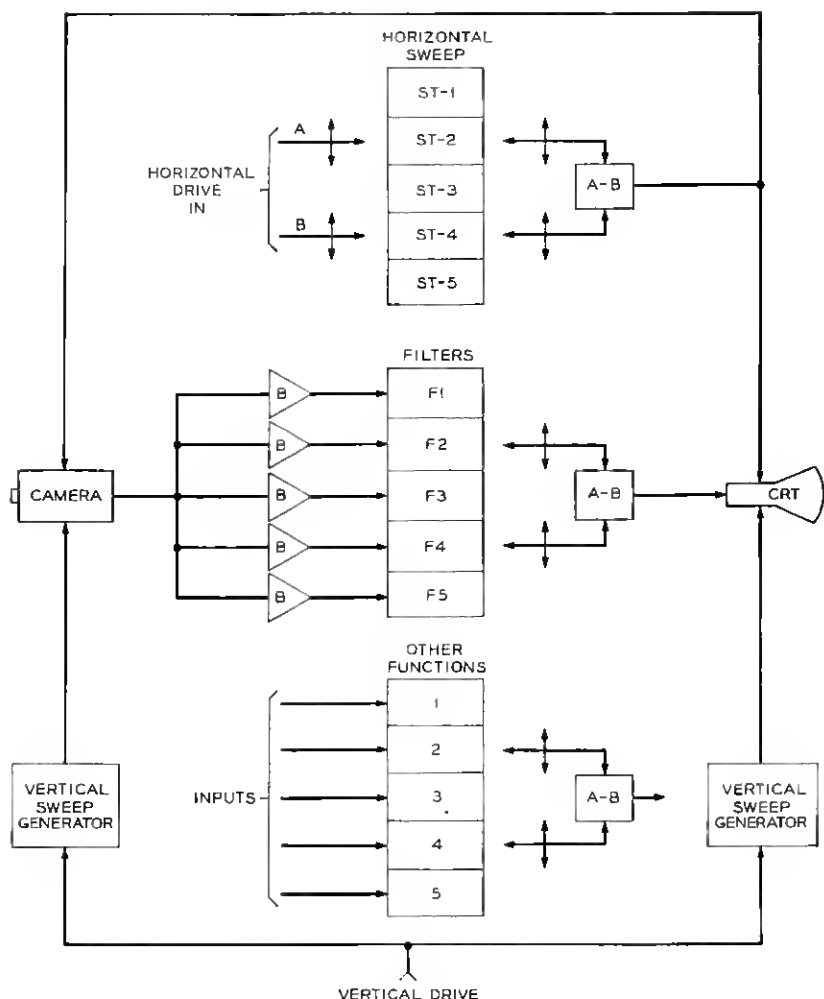 HORIZONTAL
SWEEP
ST-1
A
ST-2
HORIZONTAL
DRIVE
IN
ST-3
A-B
B
ST-4
ST-5
FILTERS
B
F1
B
F2
CAMERA
B
F3
A-B
CRT
B
F4
B
F5
OTHER
FUNCTIONS
1
2
VERTICAL
SWEEP
GENERATOR
INPUTS
3
A-B
VERTICAL
SWEEP
GENERATOR
4
5
VERTICAL DRIVE